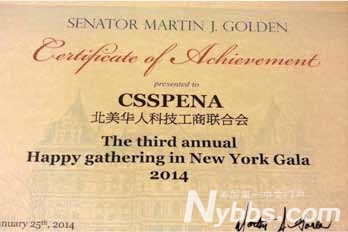 SENATOR MARTIN J. GOLDEN
Certificate of Achievement
presented to
CSSPENA
北美华人科技工商联合会
The third annual
Happy gathering in New York Gala
2014
anuary 25th, 2014
美国第一中文门户
Nybbs.com